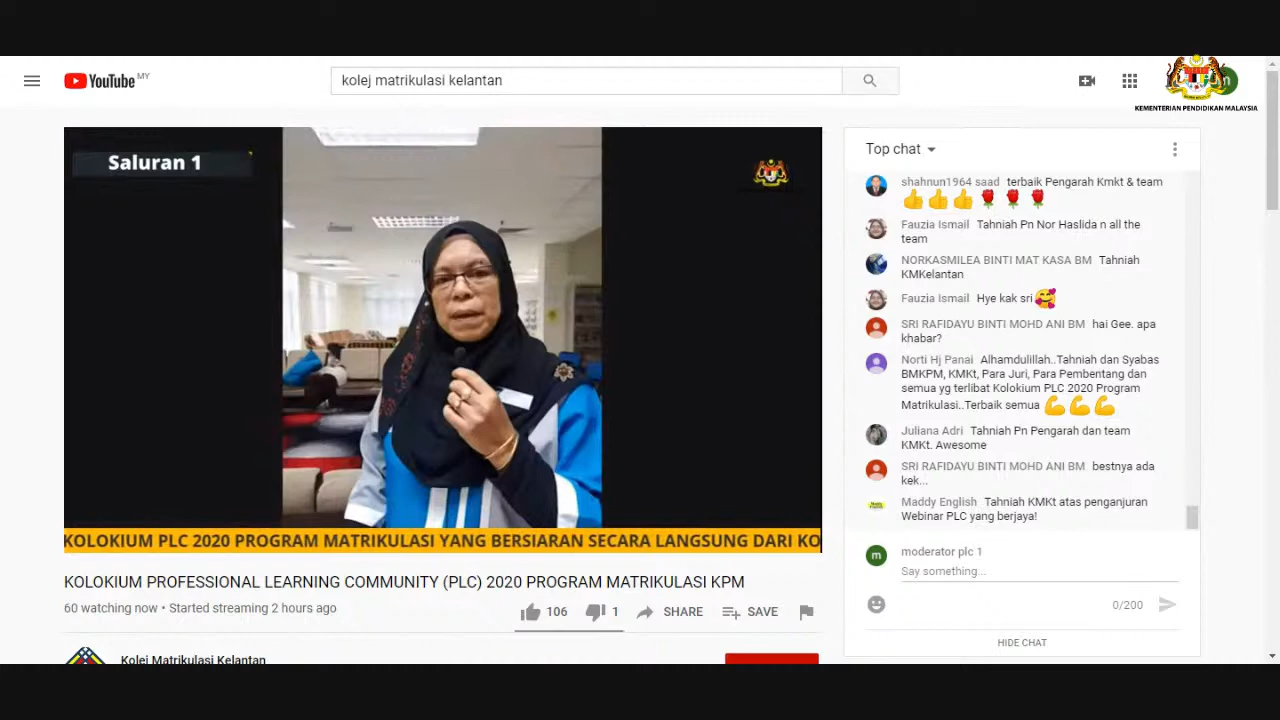 YouTube MY
kolej matrikulasi kelantan
m
KEMENTERIAN PENDIDIKAN MALAYSIA
Saluran 1
KOLOKIUM PLC 2020 PROGRAM MATRIKULASI YANG BERSIARAN SECARA LANGSUNG DARI KO
KOLOKIUM PROFESSIONAL LEARNING COMMUNITY (PLC) 2020 PROGRAM MATRIKULASI KPM
60 watching now • Started streaming 2 hours ago
106 1 SHARE SAVE
Kolej Matrikulasi Kelantan
Top chat
shahnun1964 saad terbaik Pengarah Kmkt & team
👍👍👍🌹🌹🌹
Fauzia Ismail Tahniah Pn Nor Haslida n all the
team
NORKASMILEA BINTI MAT KASA BM Tahniah
KMKelantan
Fauzia Ismail Hye kak sri🥰
SRI RAFIDAYU BINTI MOHD ANI BM hai Gee. apa
khabar?
Norti Hj Panai Alhamdulillah..Tahniah dan Syabas
BMKPM, KMKt, Para Juri, Para Pembentang dan
semua yg terlibat Kolokium PLC 2020 Program
Matrikulasi..Terbaik semua 💪💪💪
Juliana Adri Tahniah Pn Pengarah dan team
KMKt. Awesome
SRI RAFIDAYU BINTI MOHD ANI BM bestnya ada
kek...
Maddy English Tahniah KMKt atas penganjuran
Webinar PLC yang berjaya!
m
moderator plc 1
Say something...
0/200
HIDE CHAT